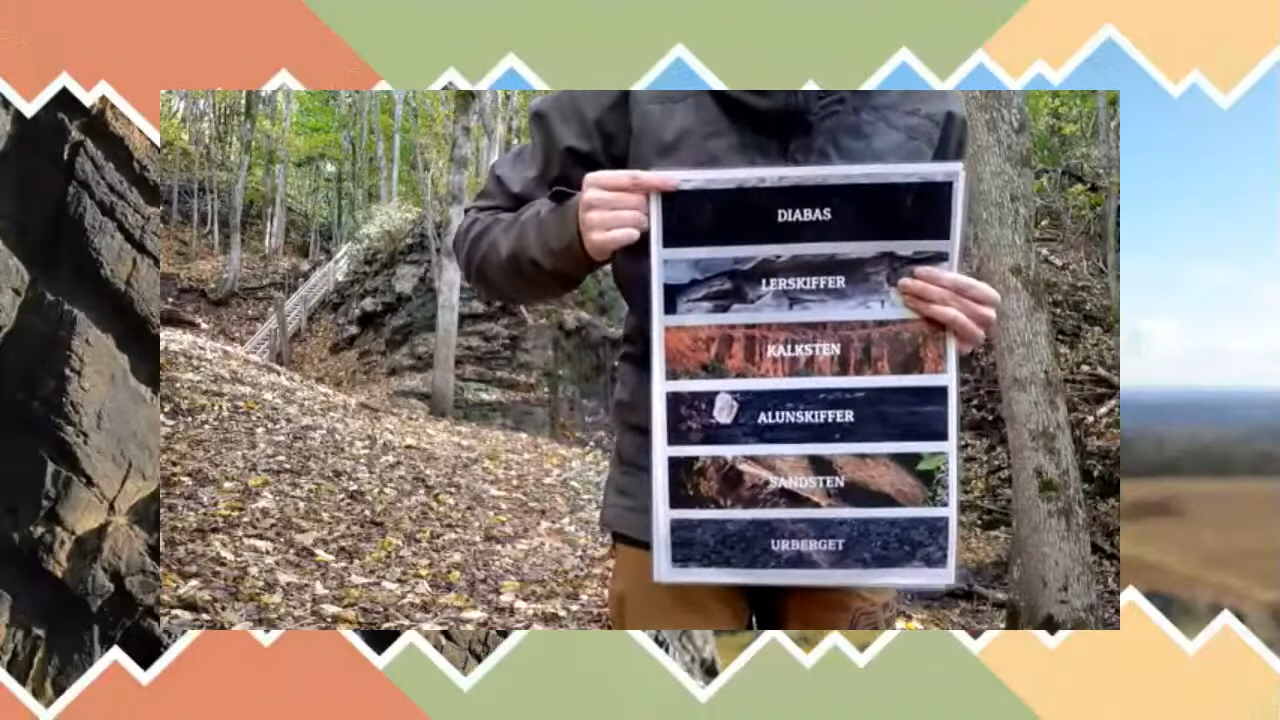 DIABAS
LERSKIFFER
KALKSTEN
ALUNSKIFFER
SANDSTEN
URBERGET